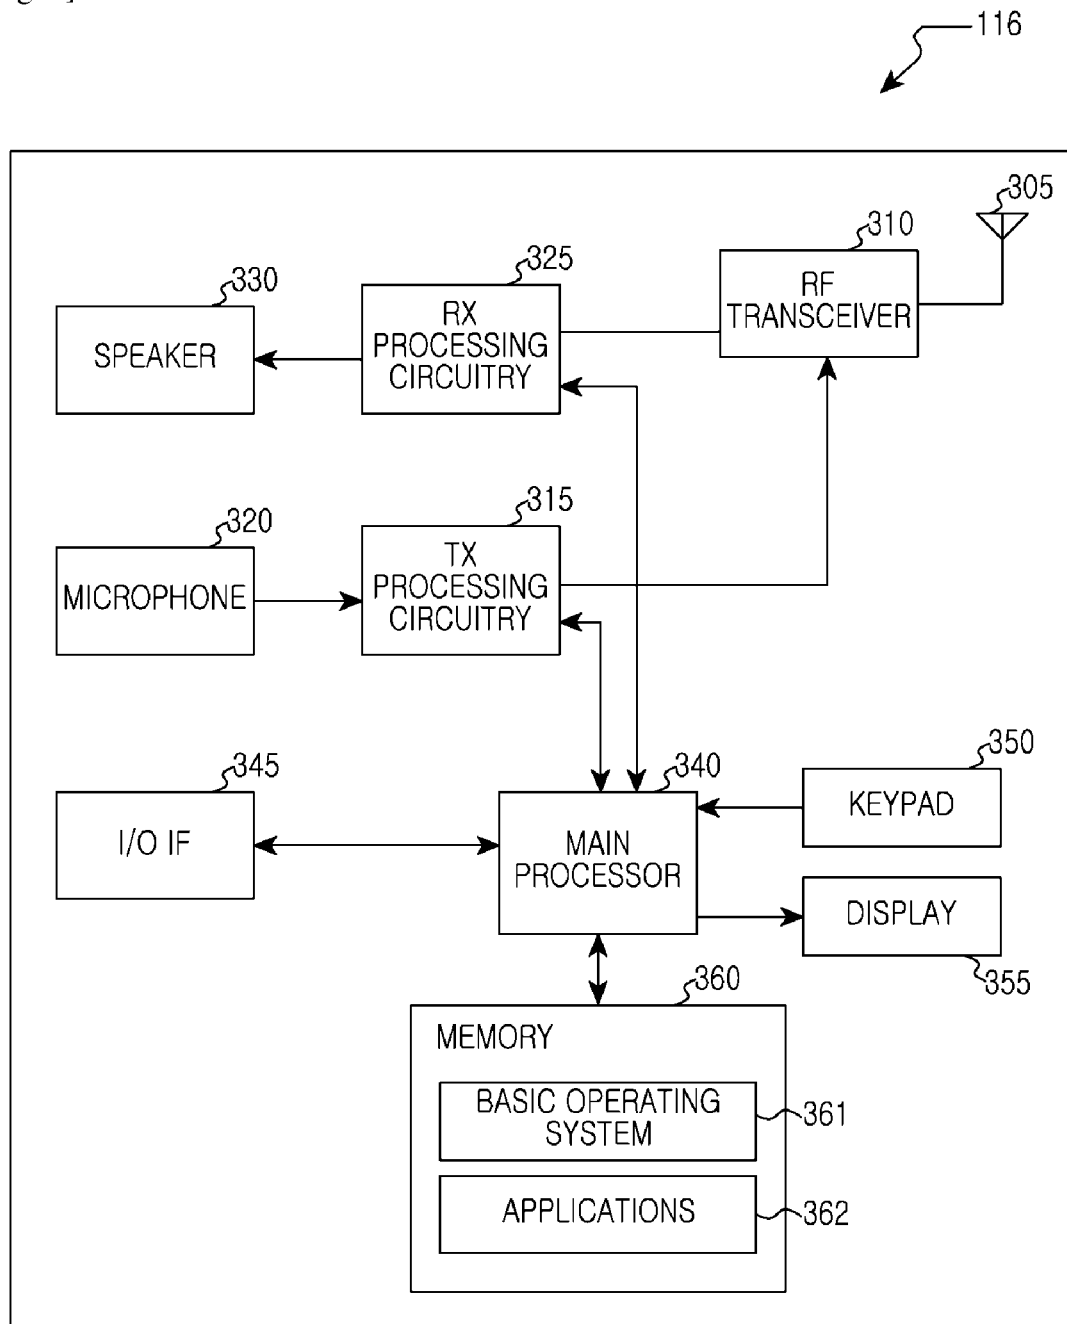 116
305
310
RF
TRANSCEIVER
325
RX
PROCESSING
CIRCUITRY
330
SPEAKER
315
TX
PROCESSING
CIRCUITRY
320
MICROPHONE
345
I/O IF
340
MAIN
PROCESSOR
350
KEYPAD
DISPLAY
355
360
MEMORY
BASIC OPERATING
SYSTEM
361
APPLICATIONS
362